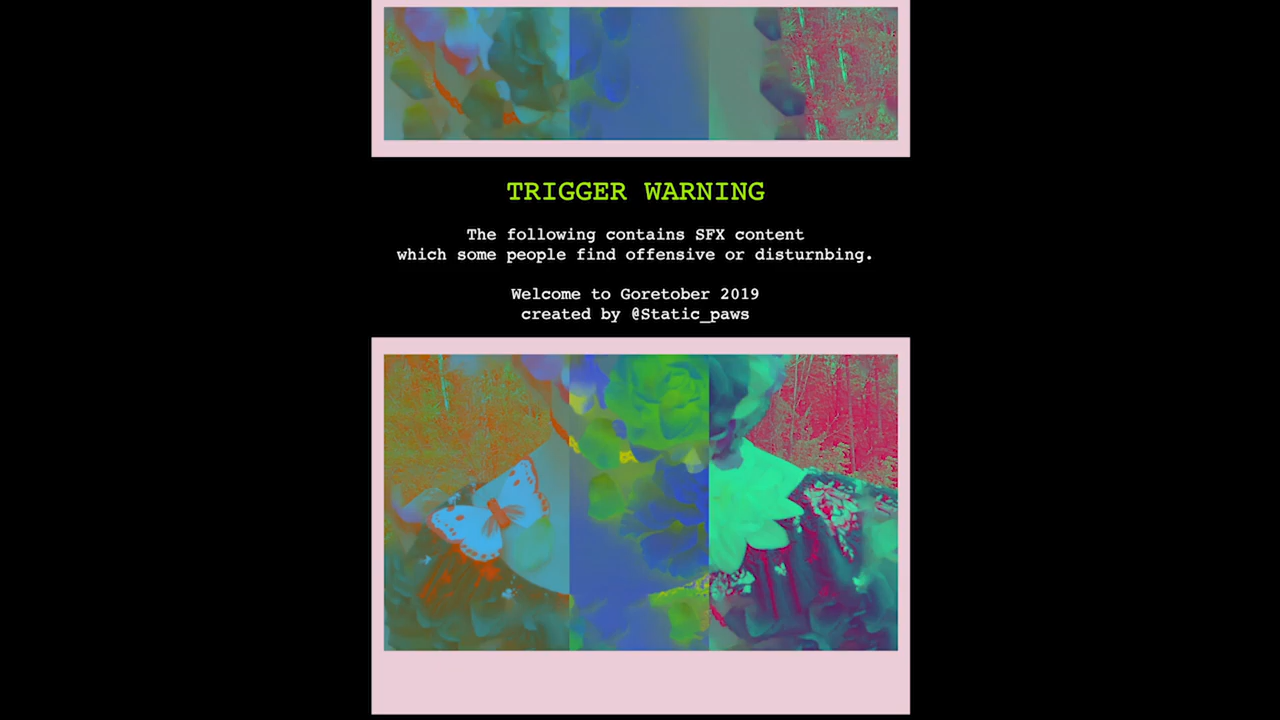 TRIGGER WARNING
The following contains SFX content
which some people find offensive or disturnbing.
Welcome to Goretober 2019
created by @Static_paws